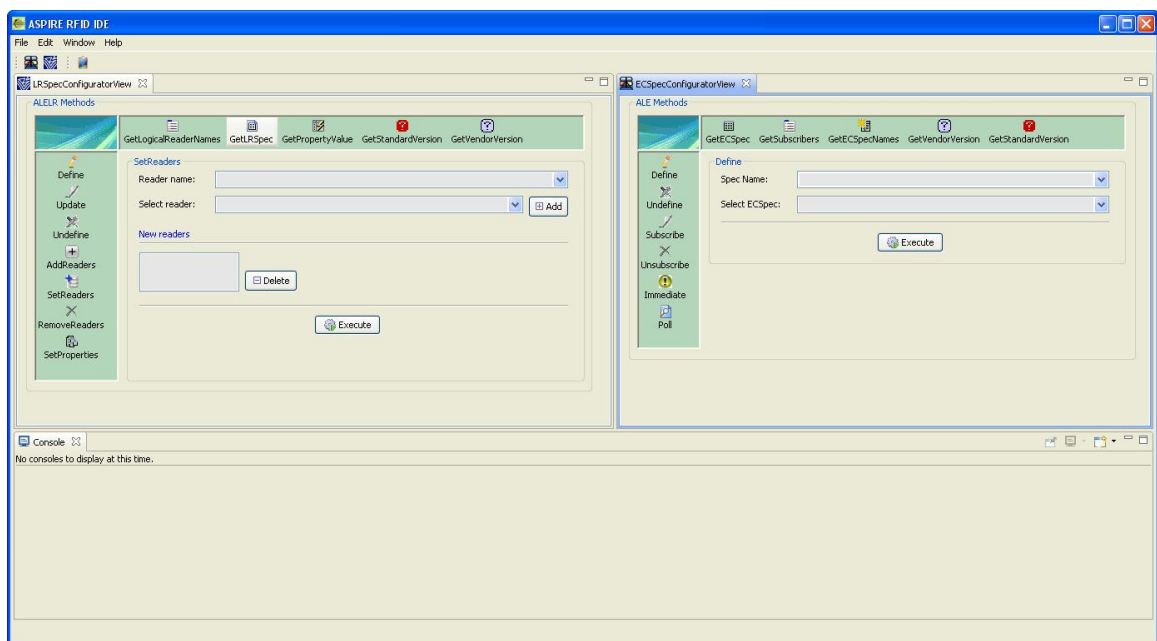 ASPIRE RFID IDE
File Edit Window Help
LRSpecConfiguratorView
ALELR Methods
GetLogicalReaderNames GetLRSpec GetPropertyValue GetStandardVersion GetVendorVersion
Define
Update
Undefine
AddReaders
SetReaders
RemoveReaders
SetProperties
SetReaders
Reader name:
Select reader:
Add
New readers
Delete
Execute
ECSpecConfiguratorView
ALE Methods
GetECSpec GetSubscribers GetECSpecNames GetVendorVersion GetStandardVersion
Define
Undefine
Subscribe
Unsubscribe
Immediate
Poll
Define
Spec Name:
Select ECSpec:
Execute
Console
No consoles to display at this time.